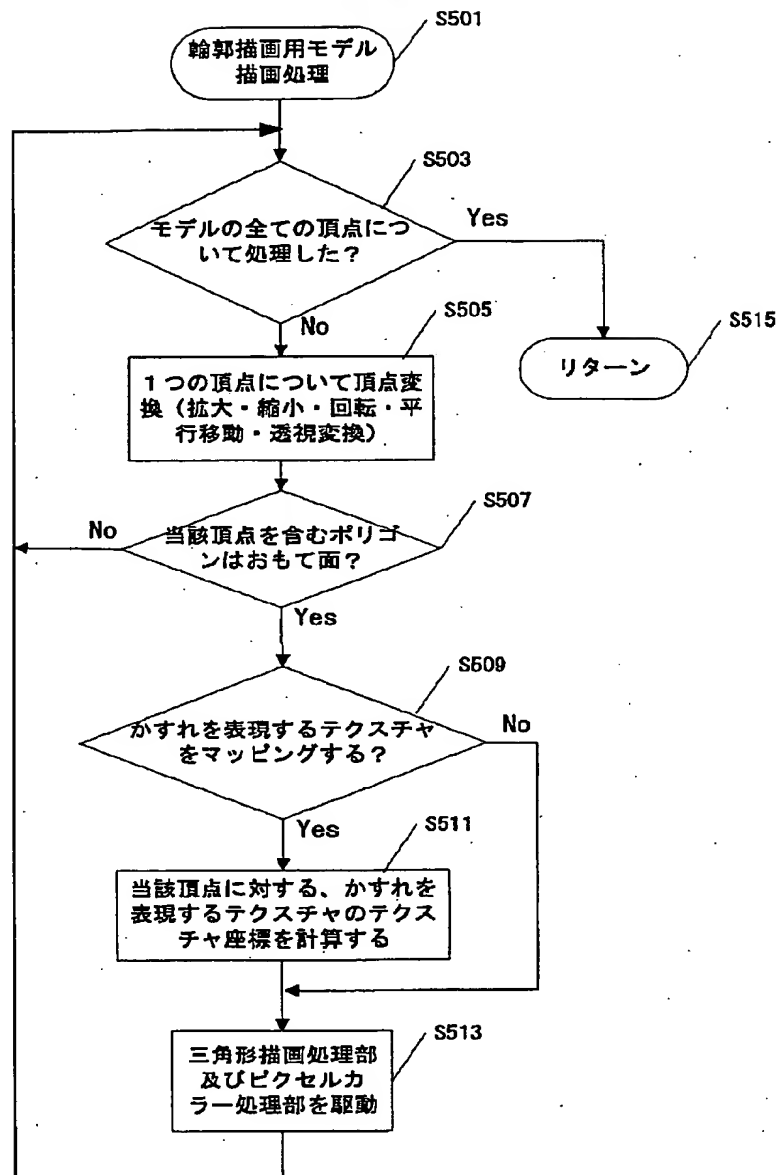 S501
輪郭描画用モデル
描画処理
S503
モデルの全ての頂点につ
いて処理した？
Yes
No
S505
S515
リターン
１つの頂点について頂点変
換（拡大・縮小・回転・平
行移動・透視変換）
S507
No
当該頂点を含むポリゴ
ンはおもて面？
Yes
S509
かすれを表現するテクスチャ
をマッピングする？
No
Yes
S511
当該頂点に対する、かすれを
表現するテクスチャのテクス
チャ座標を計算する
S513
三角形描画処理部
及びピクセルカ
ラー処理部を駆動